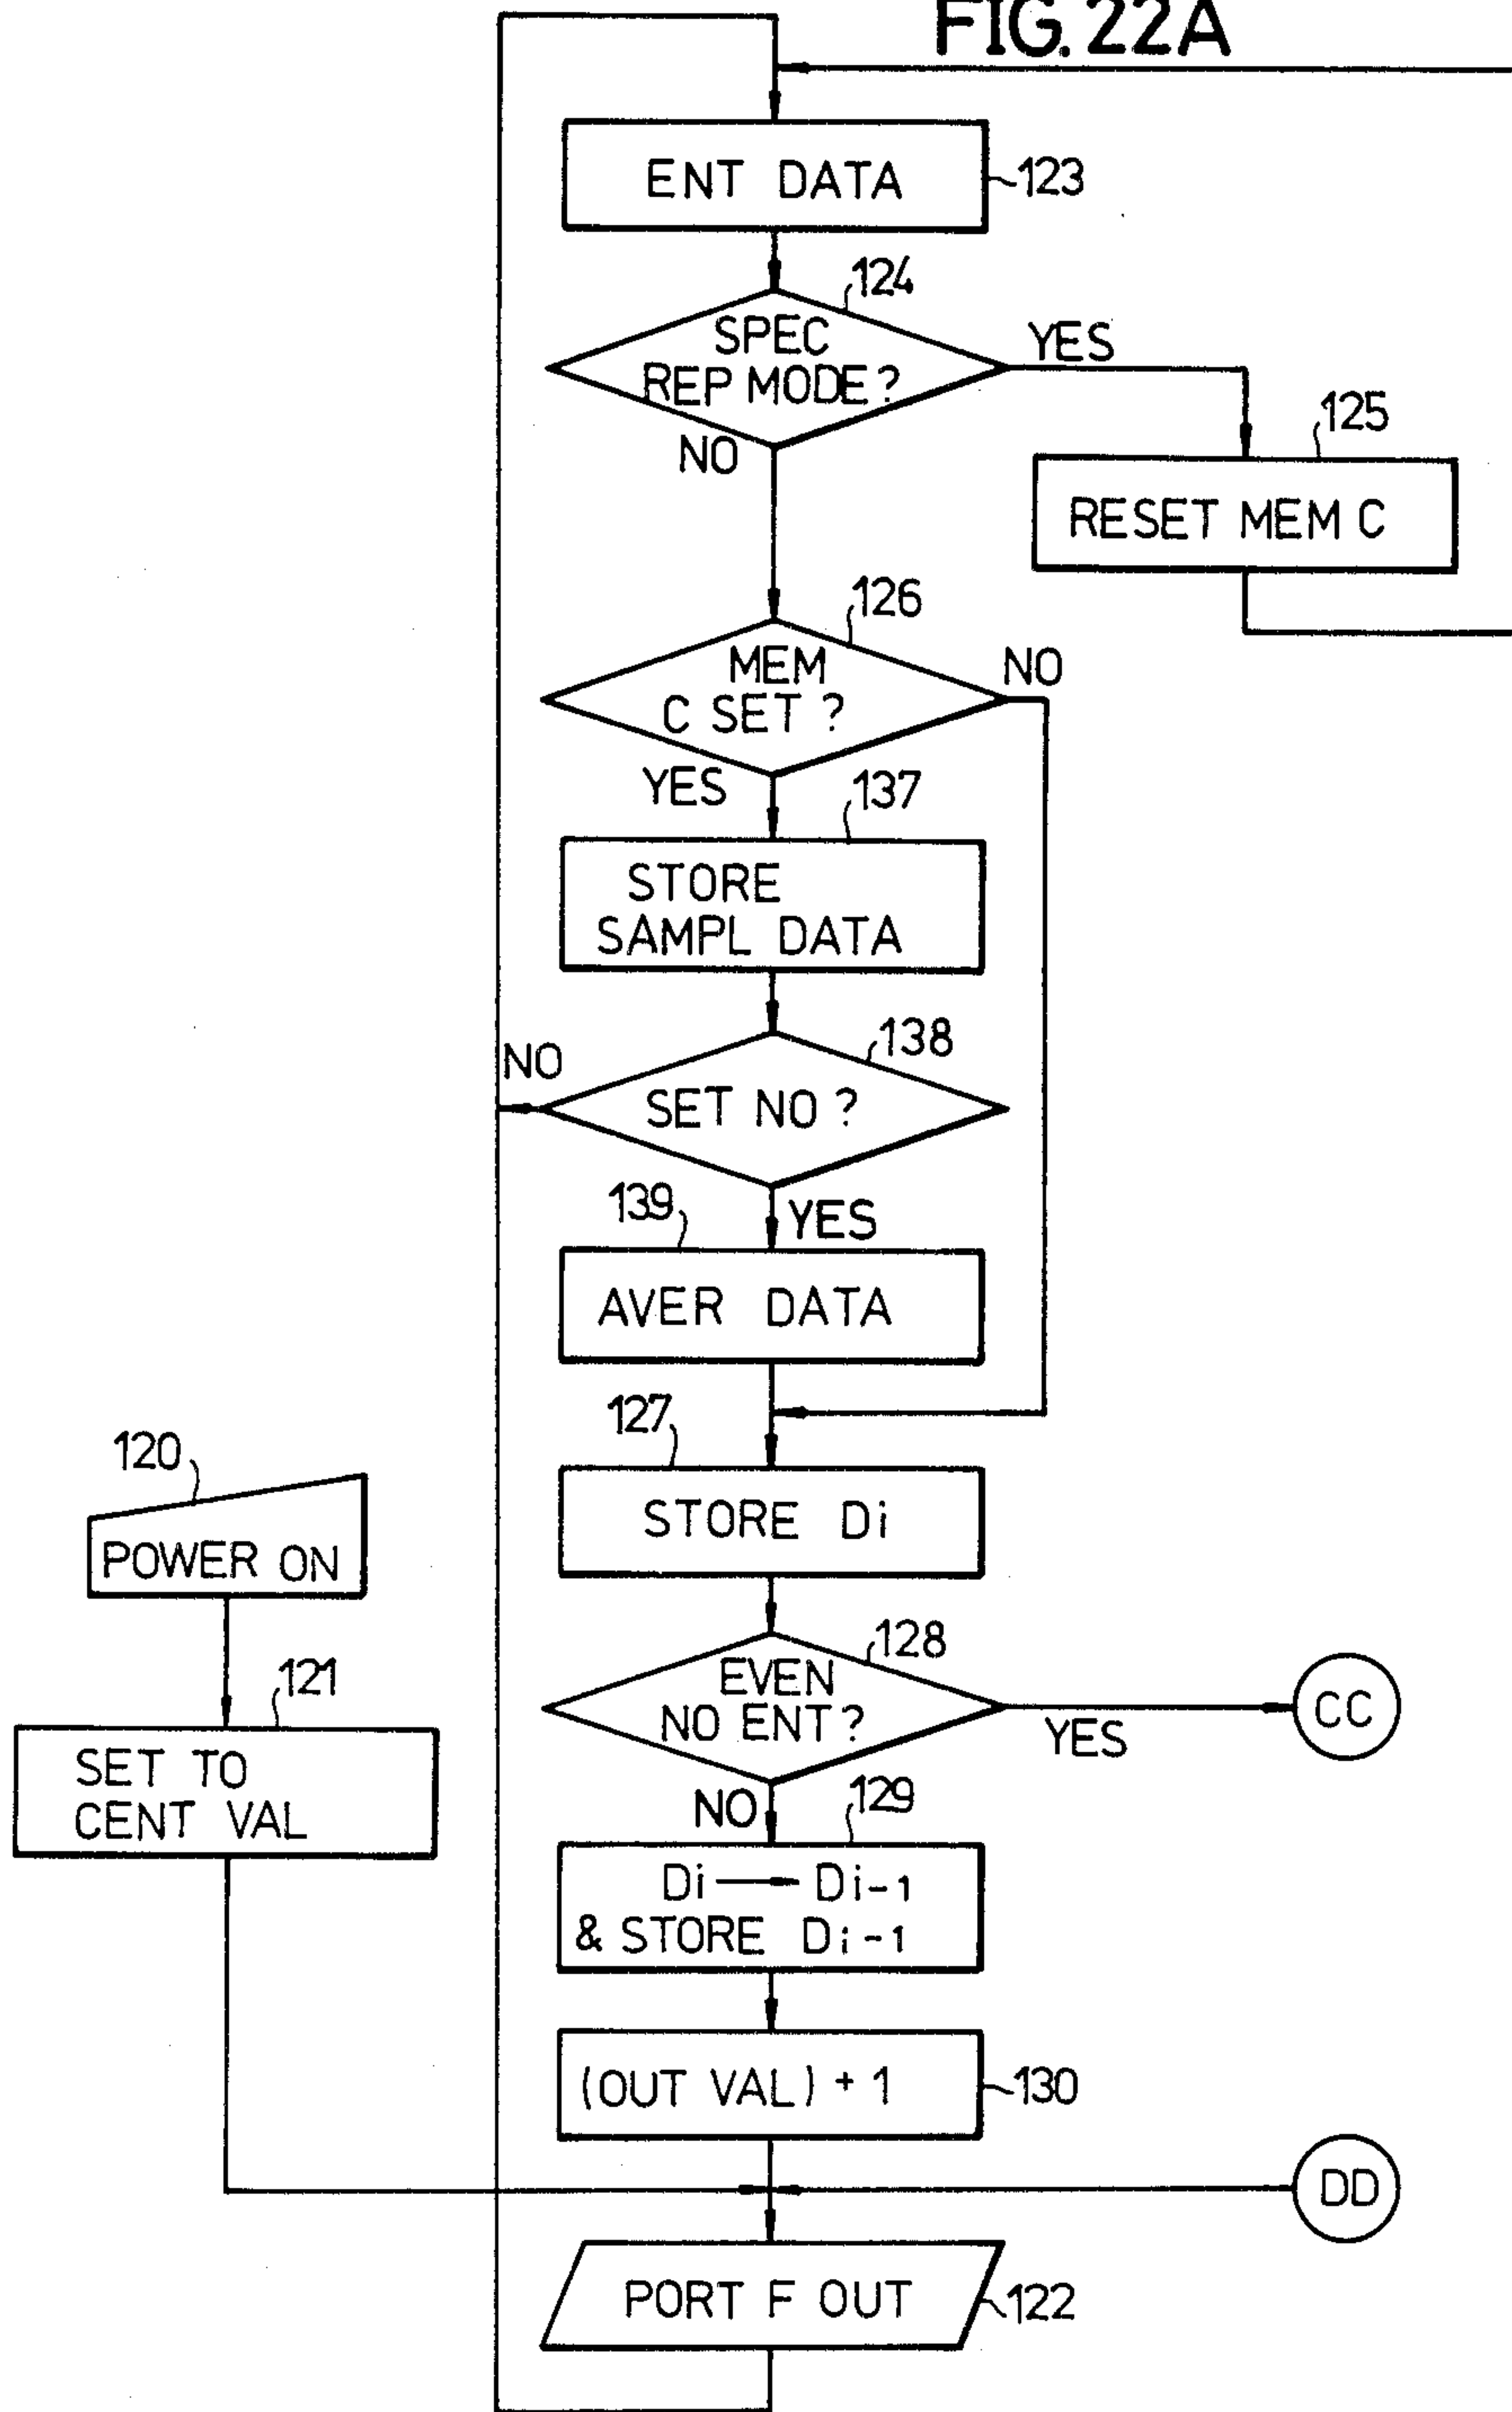 FIG. 22A
ENT DATA
123
124
SPEC
REP MODE?
YES
NO
125
RESET MEM C
126
MEM
C SET ?
NO
YES
137
STORE
SAMPL DATA
138
NO
SET NO ?
139
YES
AVER DATA
127
STORE Di
120
POWER ON
128
EVEN
NO ENT?
YES
CC
121
SET TO
CENT VAL
NO
129
Di → Di-1
& STORE Di-1
(OUT VAL) + 1
130
DD
PORT F OUT
122